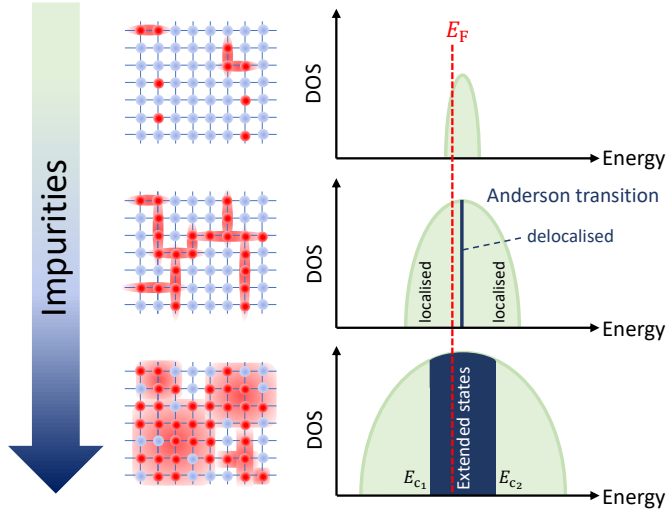 Impurities
E_F
DOS
Energy
Anderson transition
delocalised
DOS
localised
localised
Energy
DOS
E_c₁
Extended states
E_c₂
Energy